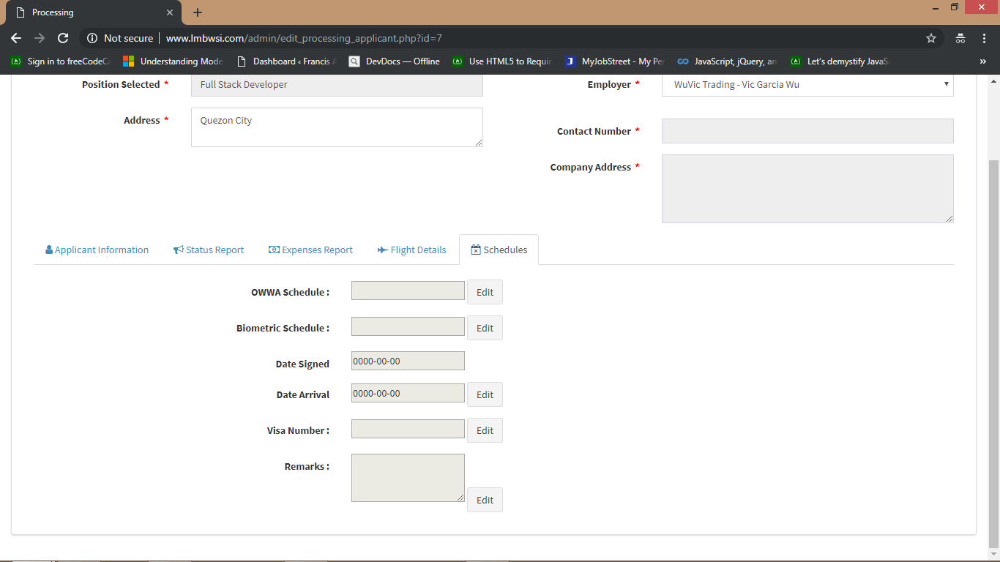 Processing
Not secure | www.lmbwsi.com/admin/edit_processing_applicant.php?id=7
Sign in to freeCodeCa Understanding Mode Dashboard ‹ Francis A DevDocs — Offline Use HTML5 to Requir MyJobStreet - My Per JavaScript, jQuery, an Let's demystify JavaS »
Position Selected * Full Stack Developer Employer * WuVic Trading - Vic Garcia Wu
Address * Quezon City
Contact Number *
Company Address *
Applicant Information Status Report Expenses Report Flight Details Schedules
OWWA Schedule : Edit
Biometric Schedule : Edit
Date Signed 0000-00-00
Date Arrival 0000-00-00 Edit
Visa Number : Edit
Remarks : Edit